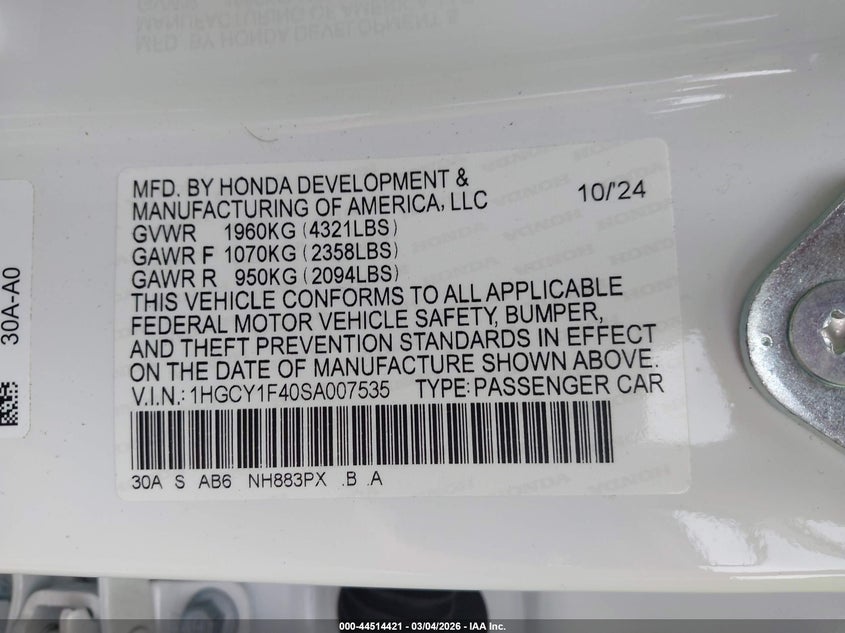 MFD. BY HONDA DEVELOPMENT &
MANUFACTURING OF AMERICA, LLC 10/'24
GVWR 1960KG (4321LBS)
GAWR F 1070KG (2358LBS)
GAWR R 950KG (2094LBS)
THIS VEHICLE CONFORMS TO ALL APPLICABLE
FEDERAL MOTOR VEHICLE SAFETY, BUMPER,
AND THEFT PREVENTION STANDARDS IN EFFECT
ON THE DATE OF MANUFACTURE SHOWN ABOVE.
V.I.N.: 1HGCY1F40SA007535 TYPE: PASSENGER CAR
30A S AB6 NH883PX .B .A
30A-A0
000-44514421 - 03/04/2026 - IAA Inc.